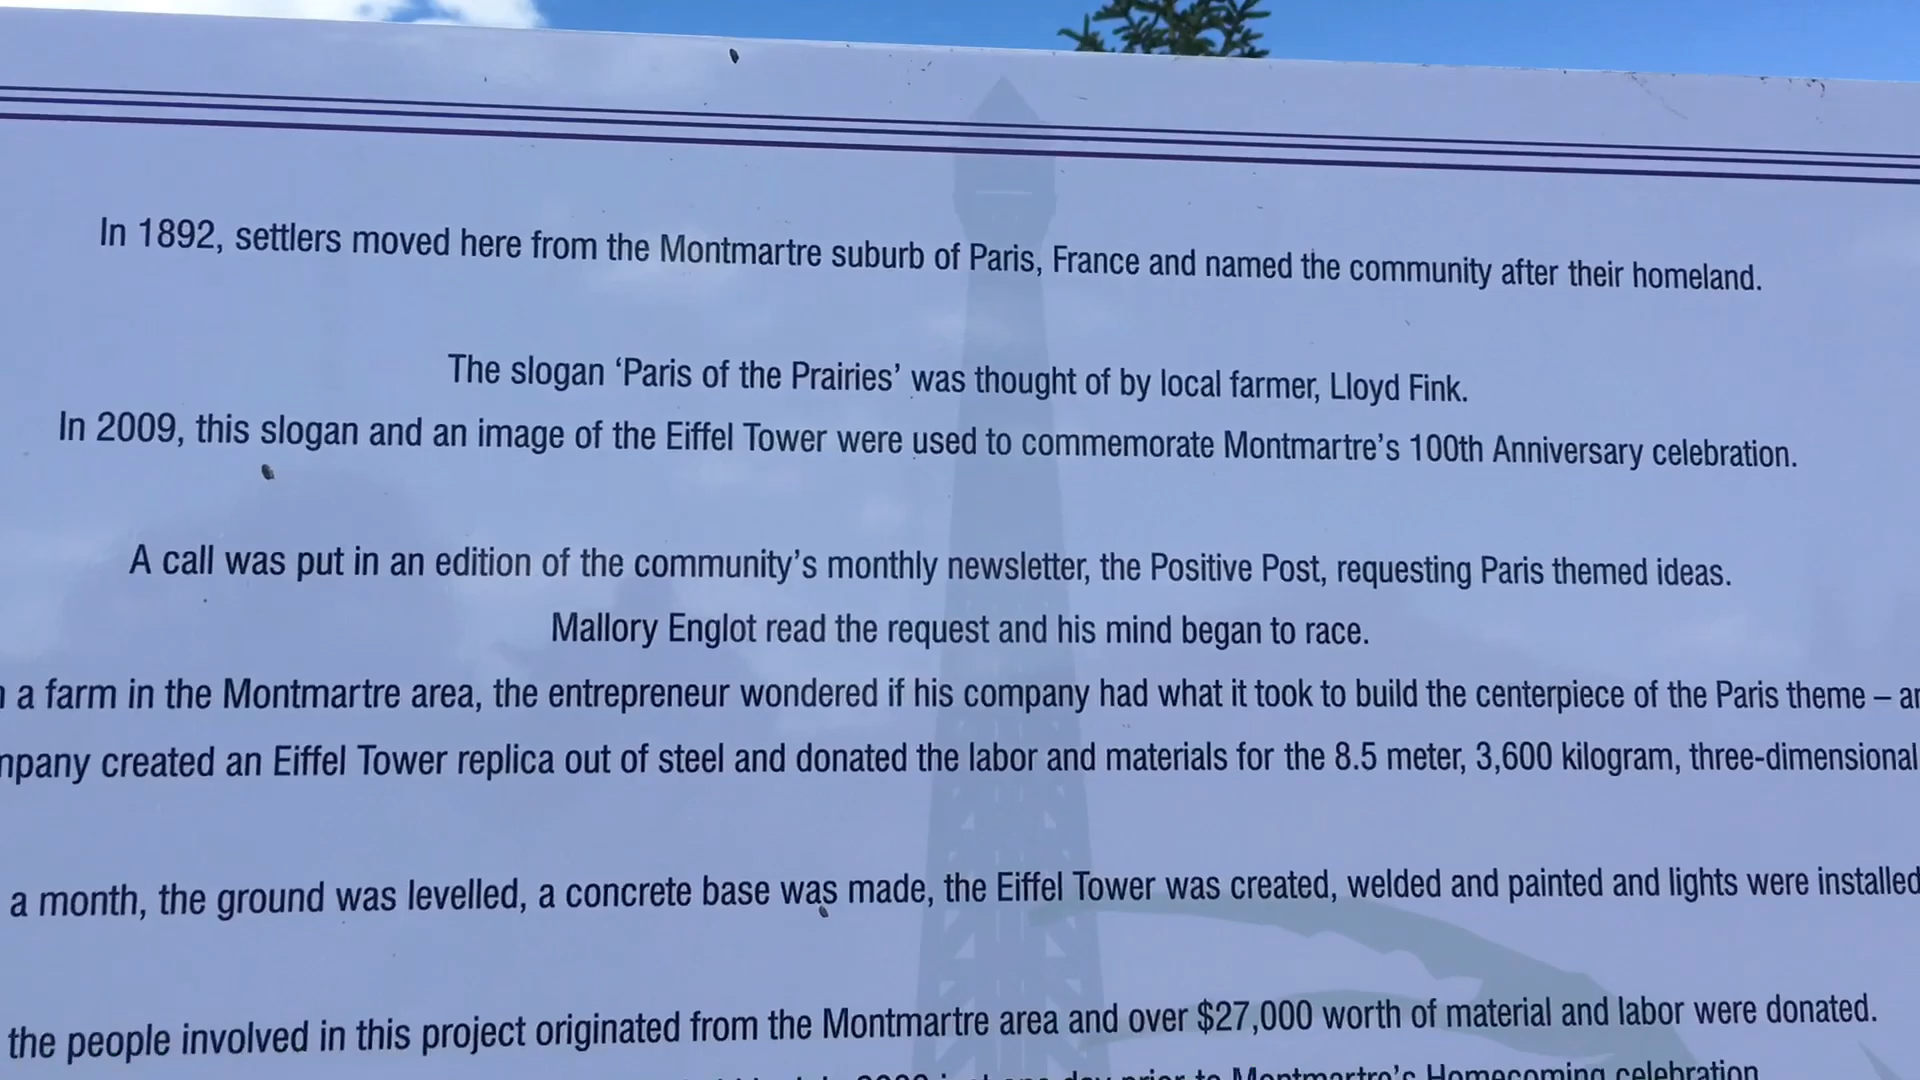 In 1892, settlers moved here from the Montmartre suburb of Paris, France and named the community after their homeland.
The slogan ‘Paris of the Prairies’ was thought of by local farmer, Lloyd Fink.
In 2009, this slogan and an image of the Eiffel Tower were used to commemorate Montmartre’s 100th Anniversary celebration.
A call was put in an edition of the community’s monthly newsletter, the Positive Post, requesting Paris themed ideas.
Mallory Englot read the request and his mind began to race.
a farm in the Montmartre area, the entrepreneur wondered if his company had what it took to build the centerpiece of the Paris theme –
created an Eiffel Tower replica out of steel and donated the labor and materials for the 8.5 meter, 3,600 kilogram, three-dimensional
a month, the ground was levelled, a concrete base was made, the Eiffel Tower was created, welded and painted and lights were installed
the people involved in this project originated from the Montmartre area and over $27,000 worth of material and labor were donated.
prior to Montmartre’s Homecoming celebration